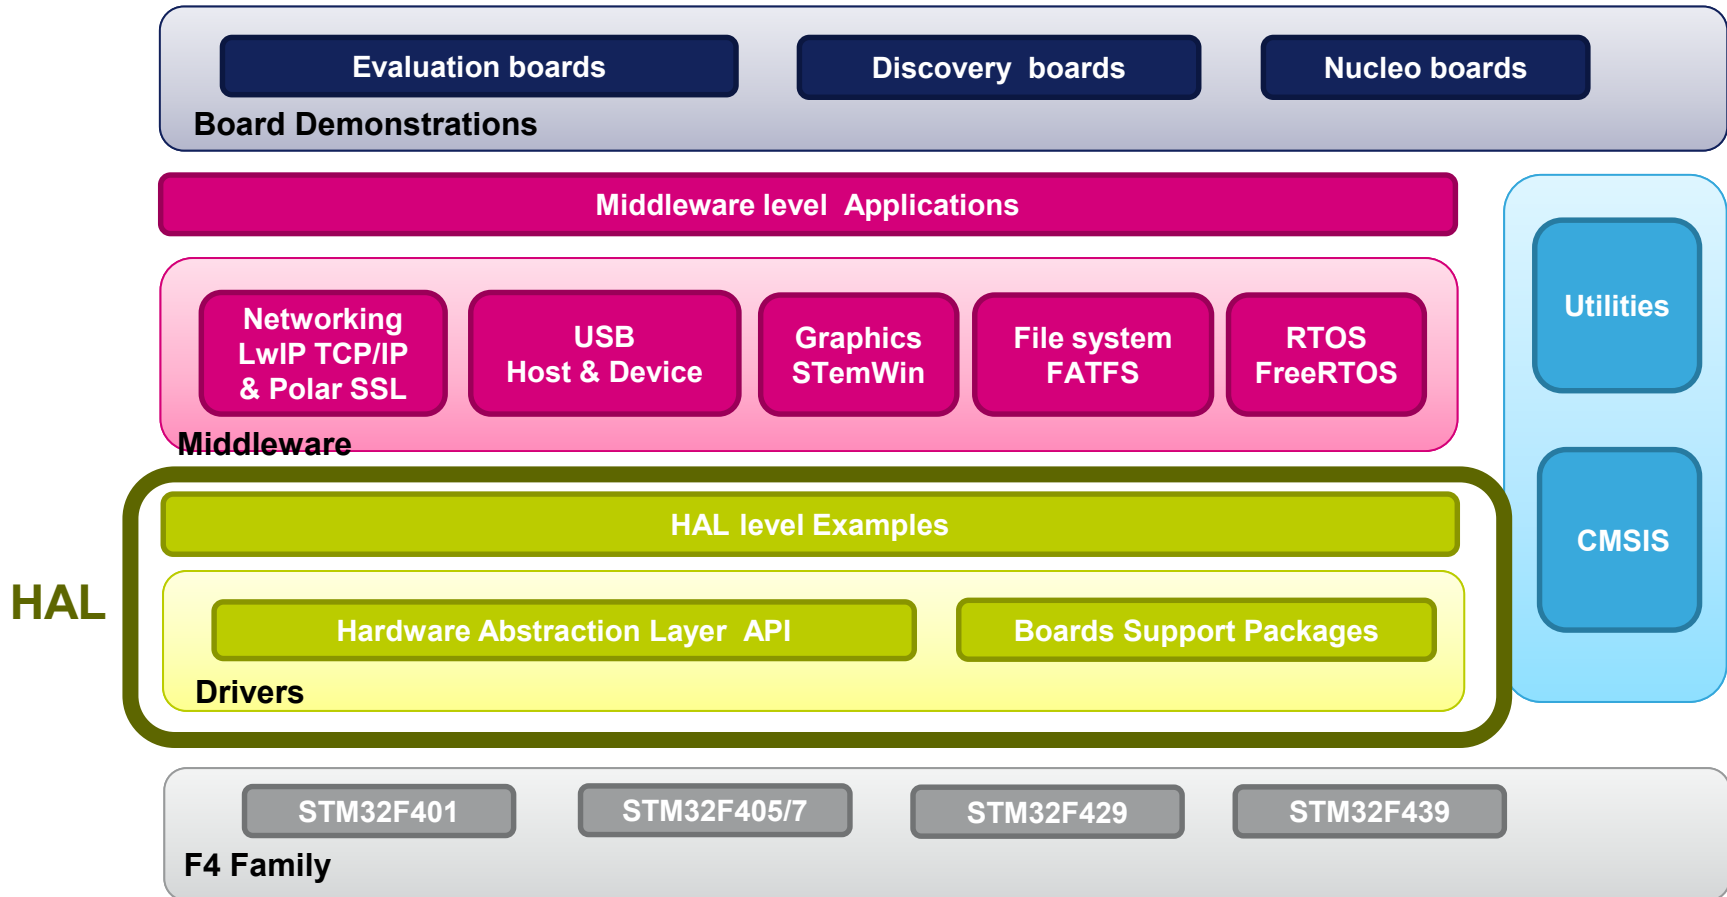 Evaluation boards
Discovery boards
Nucleo boards
Board Demonstrations
Middleware level Applications
Networking
LwIP TCP/IP
& Polar SSL
USB
Host & Device
Graphics
STemWin
File system
FATFS
RTOS
FreeRTOS
Middleware
Utilities
CMSIS
HAL
HAL level Examples
Hardware Abstraction Layer API
Boards Support Packages
Drivers
STM32F401
STM32F405/7
STM32F429
STM32F439
F4 Family